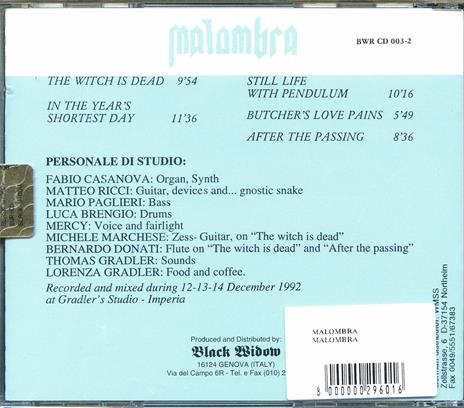 malombra
BWR CD 003-2
THE WITCH IS DEAD 9'54
IN THE YEAR'S
SHORTEST DAY 11'36
STILL LIFE
WITH PENDULUM 10'16
BUTCHER'S LOVE PAINS 5'49
AFTER THE PASSING 8'36
PERSONALE DI STUDIO:
FABIO CASANOVA: Organ, Synth
MATTEO RICCI: Guitar, devices and... gnostic snake
MARIO PAGLIERI: Bass
LUCA BRENGIO: Drums
MERCY: Voice and fairlight
MICHELE MARCHESE: Zess- Guitar, on "The witch is dead"
BERNARDO DONATI: Flute on "The witch is dead" and "After the passing"
THOMAS GRADLER: Sounds
LORENZA GRADLER: Food and coffee.
Recorded and mixed during 12-13-14 December 1992
at Gradler's Studio - Imperia
Produced and Distributed by:
Black Widow
16124 GENOVA (ITALY)
Via del Campo 6R - Tel. e Fax (010) 2
MALOMBRA
MALOMBRA
8 000000 296016
WMSS
Zollstrasse, 6 D-37154 Northeim
Fax 0049/5551/67383